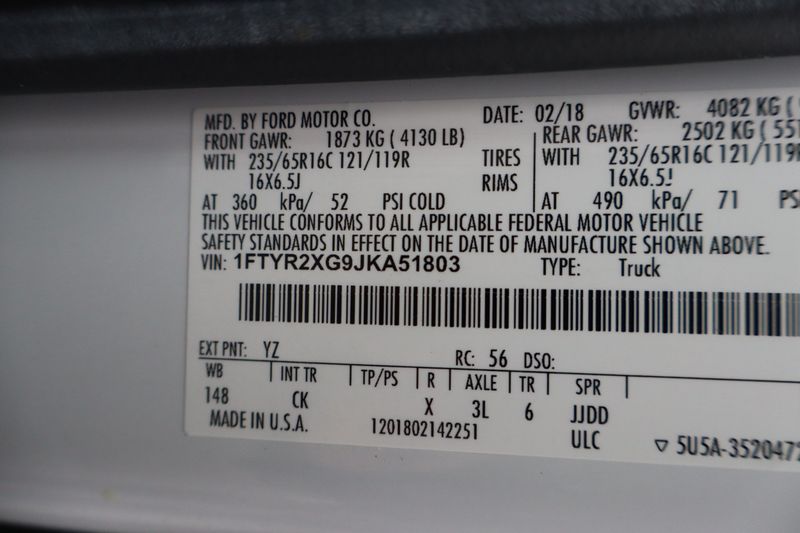 MFD. BY FORD MOTOR CO. DATE: 02/18 GVWR: 4082 KG (
FRONT GAWR: 1873 KG ( 4130 LB) REAR GAWR: 2502 KG ( 551
WITH 235/65R16C 121/119R TIRES WITH 235/65R16C 121/119R
16X6.5J RIMS 16X6.5J
AT 360 kPa/ 52 PSI COLD AT 490 kPa/ 71 PS
THIS VEHICLE CONFORMS TO ALL APPLICABLE FEDERAL MOTOR VEHICLE
SAFETY STANDARDS IN EFFECT ON THE DATE OF MANUFACTURE SHOWN ABOVE.
VIN: 1FTYR2XG9JKA51803 TYPE: Truck
EXT PNT: YZ RC: 56 DSO:
WB INT TR TP/PS R AXLE TR SPR
148 CK X 3L 6 JJDD
MADE IN U.S.A. 1201802142251 ULC ▽ 5U5A-3520472